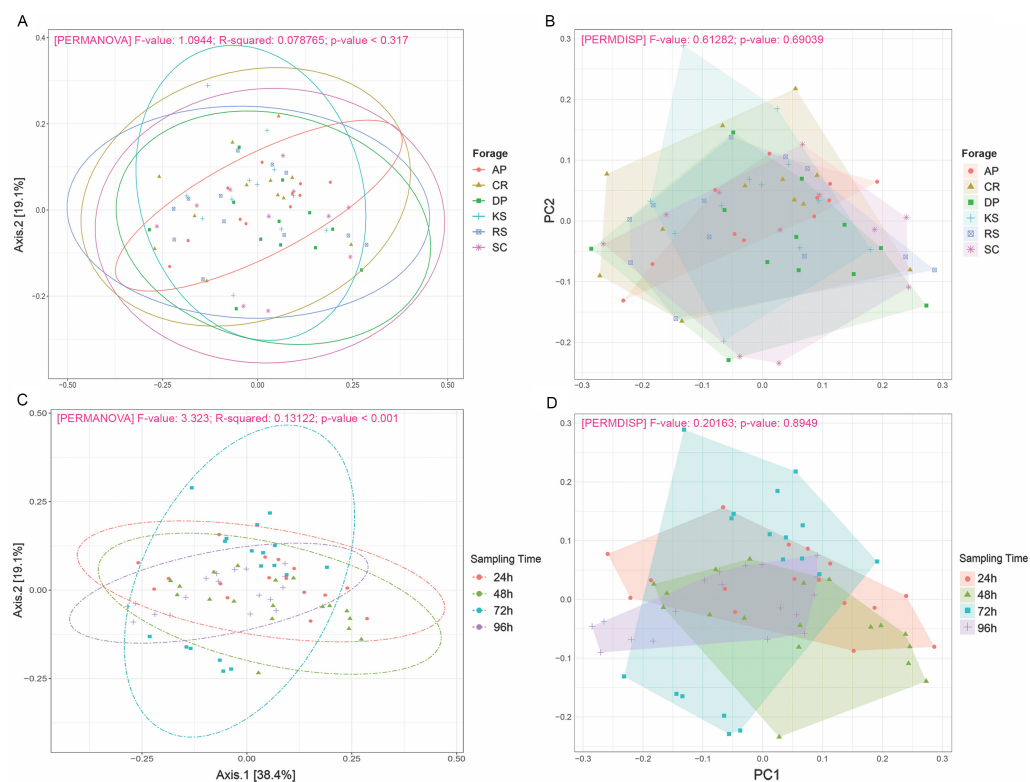 A
[PERMANOVA] F-value: 1.0944; R-squared: 0.078765; p-value < 0.317
0.4
0.2
0.0
−0.2
Axis.2 [19.1%]
−0.50
−0.25
0.00
0.25
0.50
Forage
AP
CR
DP
KS
RS
SC
B
[PERMDISP] F-value: 0.61282; p-value: 0.69039
0.3
0.2
0.1
0.0
−0.1
−0.2
PC2
−0.3
−0.2
−0.1
0.0
0.1
0.2
0.3
Forage
AP
CR
DP
KS
RS
SC
C
[PERMANOVA] F-value: 3.323; R-squared: 0.13122; p-value < 0.001
0.50
0.25
0.00
−0.25
Axis.2 [19.1%]
−0.25
0.00
0.25
0.50
Axis.1 [38.4%]
Sampling Time
24h
48h
72h
96h
D
[PERMDISP] F-value: 0.20163; p-value: 0.8949
0.3
0.2
0.1
0.0
−0.1
−0.2
−0.3
−0.2
−0.1
0.0
0.1
0.2
0.3
PC1
Sampling Time
24h
48h
72h
96h